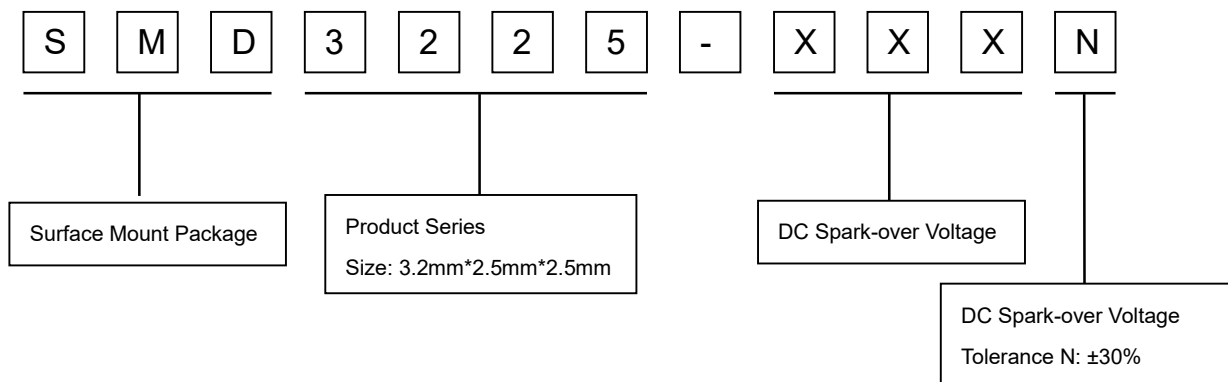 S M D 3 2 2 5 - X X X N
Surface Mount Package
Product Series
Size: 3.2mm*2.5mm*2.5mm
DC Spark-over Voltage
DC Spark-over Voltage
Tolerance N: ±30%